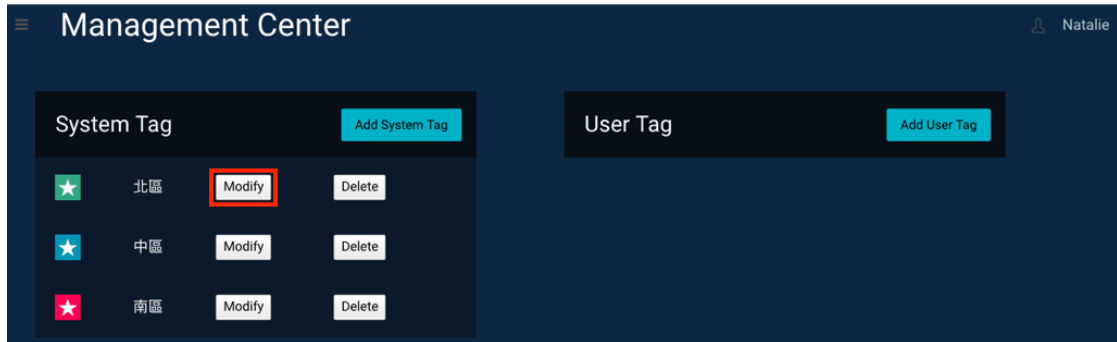 Management Center
Natalie
System Tag
Add System Tag
北區
Modify
Delete
中區
Modify
Delete
南區
Modify
Delete
User Tag
Add User Tag